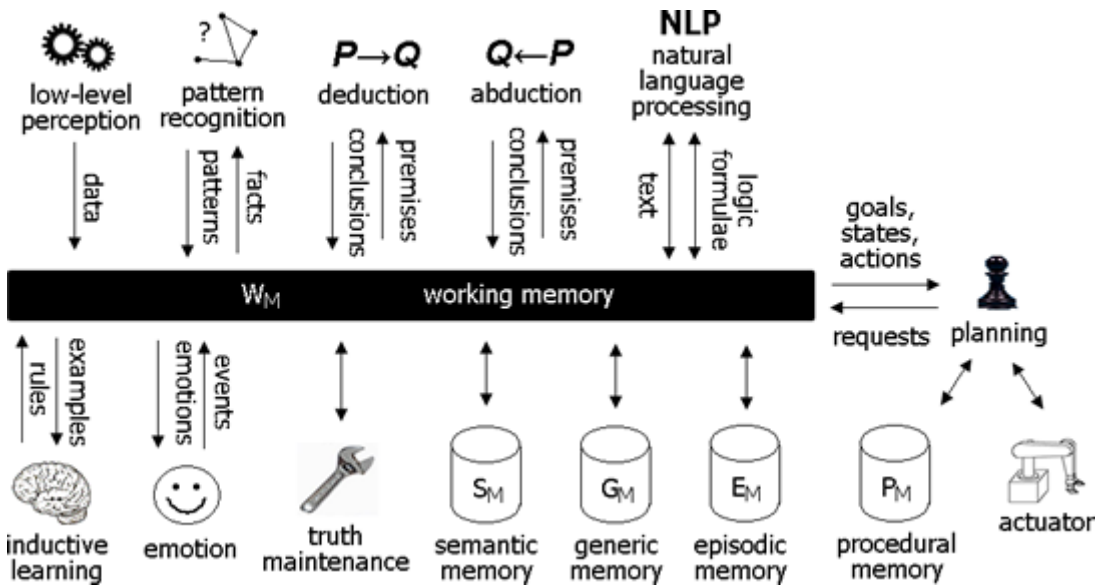 ?
P→Q
Q←P
NLP
low-level
perception
pattern
recognition
deduction
abduction
natural
language
processing
data
patterns
facts
conclusions
premises
conclusions
premises
text
logic
formulae
goals,
states,
actions
WM working memory
requests
planning
rules
examples
emotions
events
SM
GM
EM
PM
inductive
learning
emotion
truth
maintenance
semantic
memory
generic
memory
episodic
memory
procedural
memory
actuator